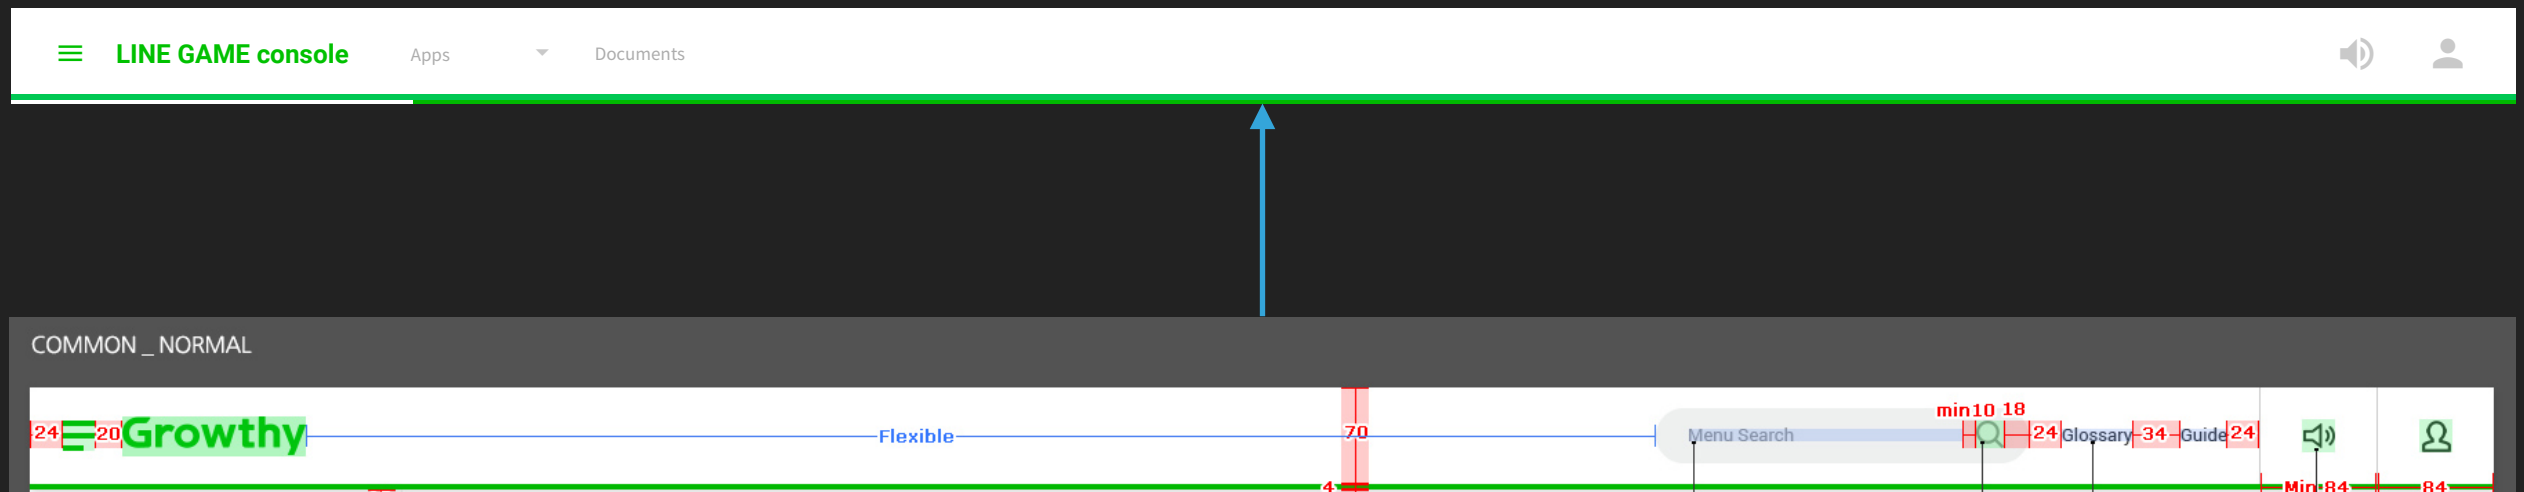 LINE GAME console Apps Documents
COMMON _ NORMAL
min10 18
24 20 Growthy Flexible 70 Menu Search 24 Glossary 34 Guide 24
4 Min 84 84